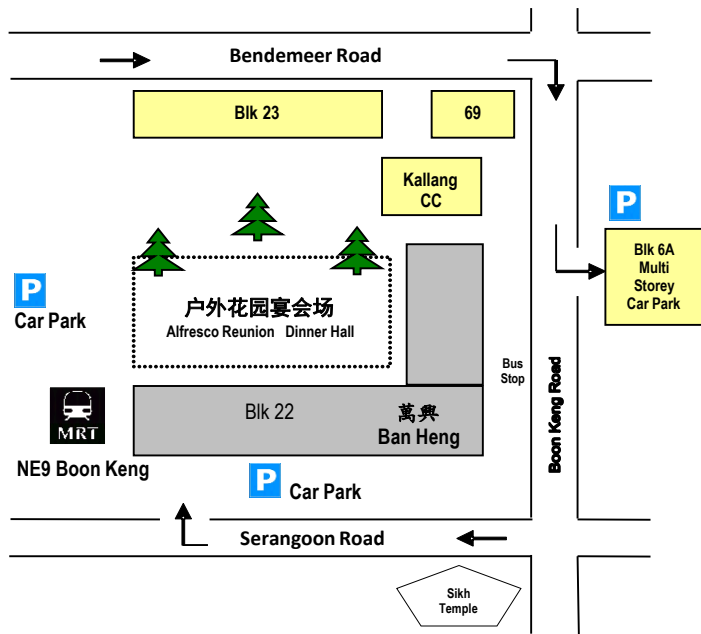 Bendemeer Road
Blk 23
69
Kallang
CC
P
Blk 6A
Multi
Storey
Car Park
P
Car Park
户外花园宴会场
Alfresco Reunion Dinner Hall
Bus
Stop
Boon Keng Road
MRT
NE9 Boon Keng
Blk 22
萬興
Ban Heng
P
Car Park
Serangoon Road
Sikh
Temple